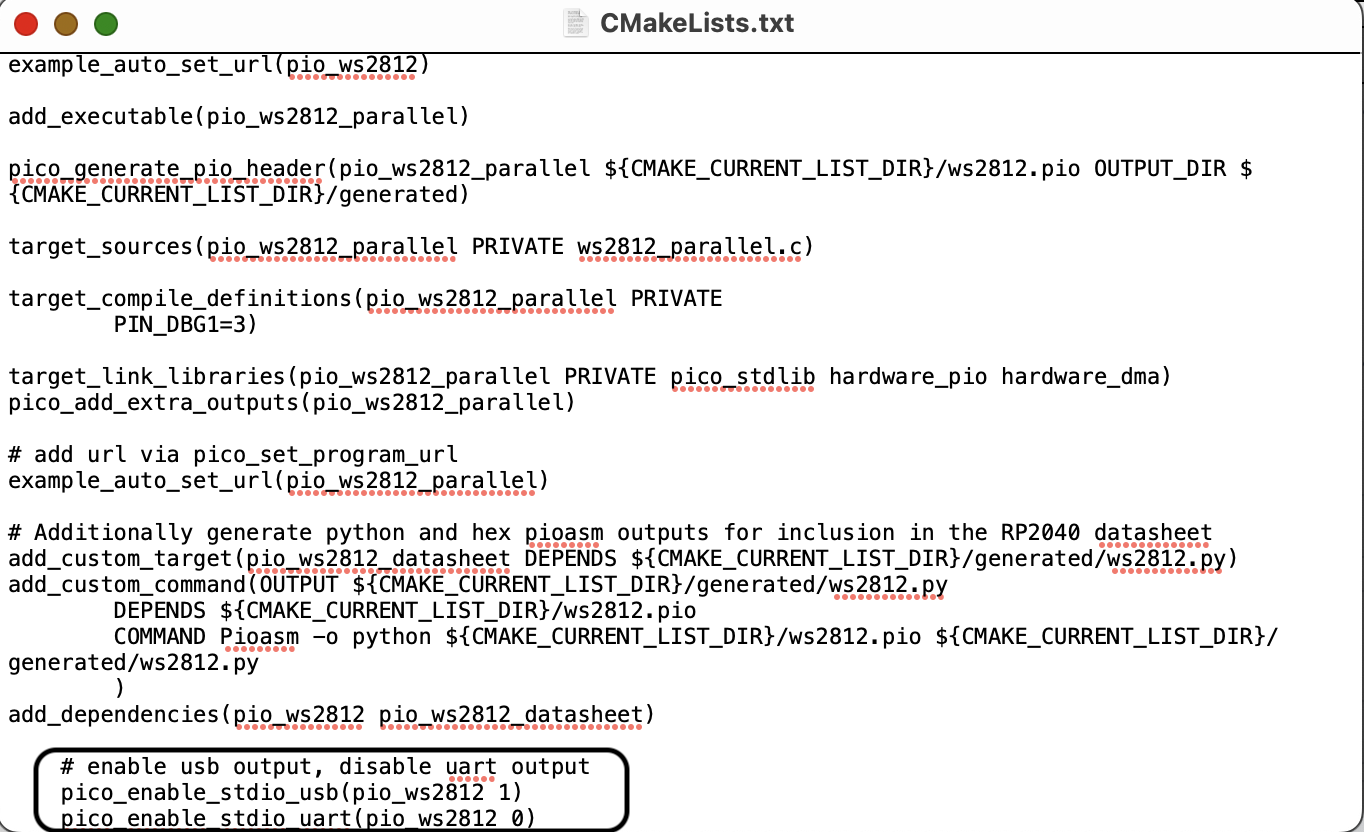 CMakeLists.txt
example_auto_set_url(pio_ws2812)
add_executable(pio_ws2812_parallel)
pico_generate_pio_header(pio_ws2812_parallel ${CMAKE_CURRENT_LIST_DIR}/ws2812.pio OUTPUT_DIR $
{CMAKE_CURRENT_LIST_DIR}/generated)
target_sources(pio_ws2812_parallel PRIVATE ws2812_parallel.c)
target_compile_definitions(pio_ws2812_parallel PRIVATE
PIN_DBG1=3)
target_link_libraries(pio_ws2812_parallel PRIVATE pico_stdlib hardware_pio hardware_dma)
pico_add_extra_outputs(pio_ws2812_parallel)
# add url via pico_set_program_url
example_auto_set_url(pio_ws2812_parallel)
# Additionally generate python and hex pioasm outputs for inclusion in the RP2040 datasheet
add_custom_target(pio_ws2812_datasheet DEPENDS ${CMAKE_CURRENT_LIST_DIR}/generated/ws2812.py)
add_custom_command(OUTPUT ${CMAKE_CURRENT_LIST_DIR}/generated/ws2812.py
DEPENDS ${CMAKE_CURRENT_LIST_DIR}/ws2812.pio
COMMAND Pioasm -o python ${CMAKE_CURRENT_LIST_DIR}/ws2812.pio ${CMAKE_CURRENT_LIST_DIR}/
generated/ws2812.py
)
add_dependencies(pio_ws2812 pio_ws2812_datasheet)
# enable usb output, disable uart output
pico_enable_stdio_usb(pio_ws2812 1)
pico_enable_stdio_uart(pio_ws2812 0)